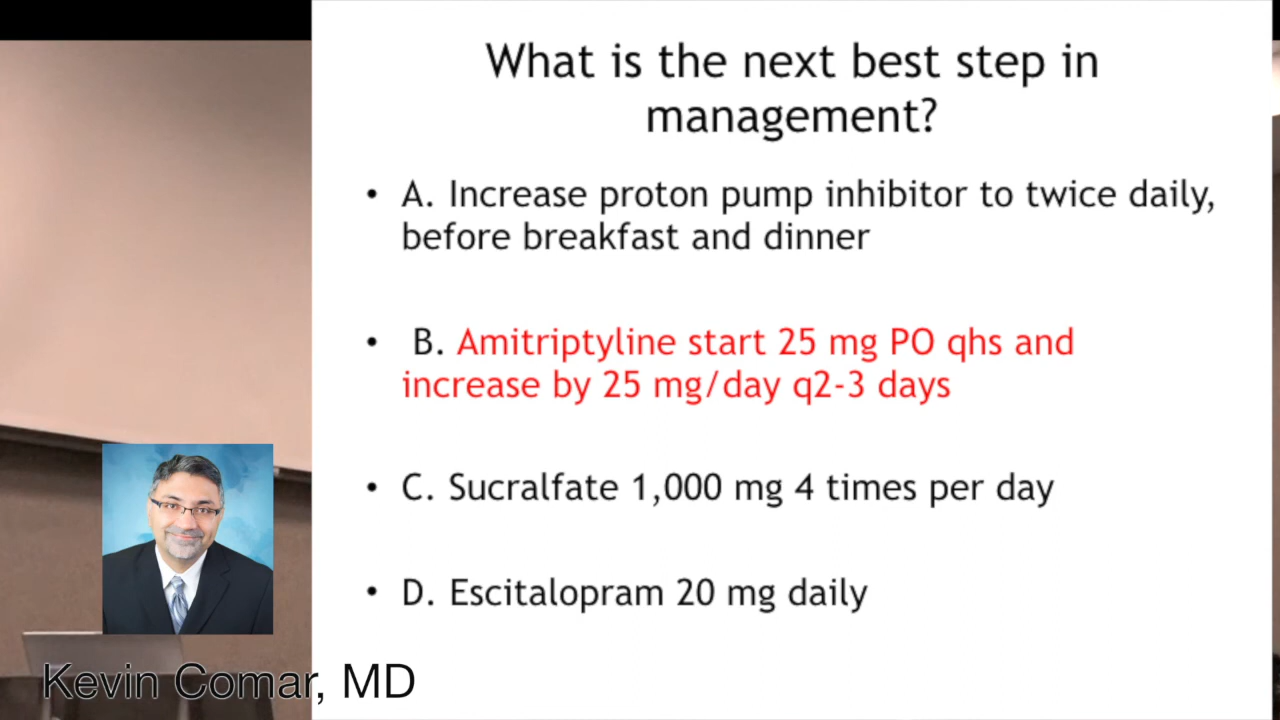 What is the next best step in
management?
• A. Increase proton pump inhibitor to twice daily,
before breakfast and dinner
• B. Amitriptyline start 25 mg PO qhs and
increase by 25 mg/day q2-3 days
• C. Sucralfate 1,000 mg 4 times per day
• D. Escitalopram 20 mg daily
Kevin Comar, MD